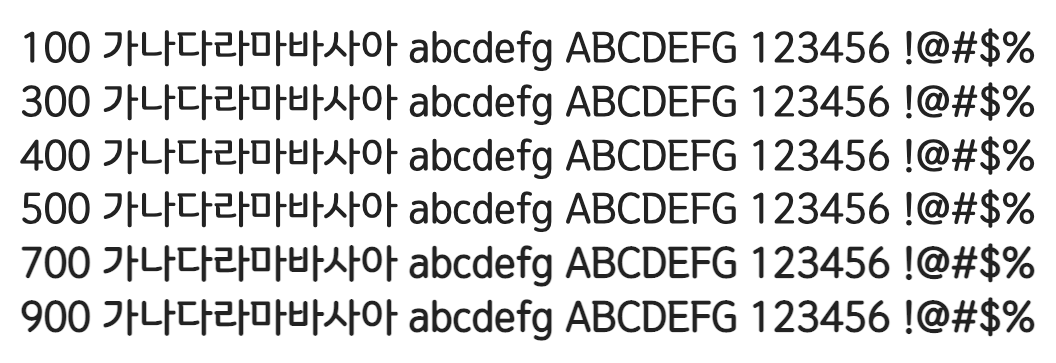 100 가나다라마바사아 abcdefg ABCDEFG 123456 !@#$%
300 가나다라마바사아 abcdefg ABCDEFG 123456 !@#$%
400 가나다라마바사아 abcdefg ABCDEFG 123456 !@#$%
500 가나다라마바사아 abcdefg ABCDEFG 123456 !@#$%
700 가나다라마바사아 abcdefg ABCDEFG 123456 !@#$%
900 가나다라마바사아 abcdefg ABCDEFG 123456 !@#$%